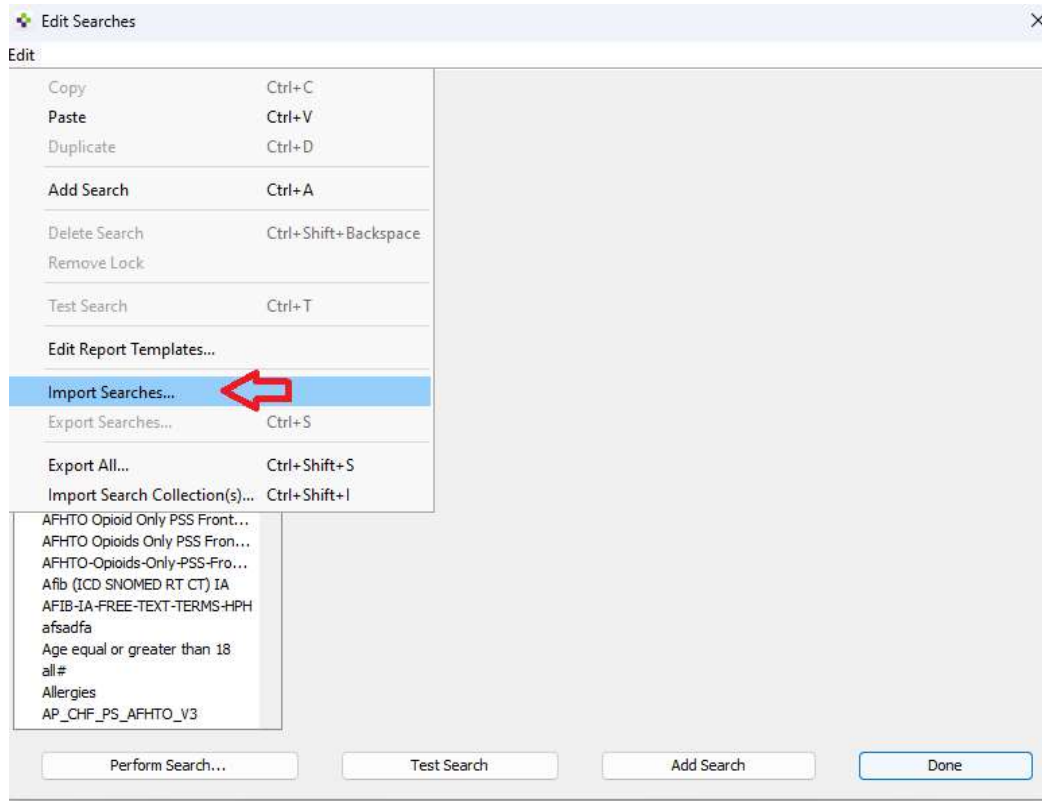 Edit Searches
Edit
Copy Ctrl+C
Paste Ctrl+V
Duplicate Ctrl+D
Add Search Ctrl+A
Delete Search Ctrl+Shift+Backspace
Remove Lock
Test Search Ctrl+T
Edit Report Templates...
Import Searches...
Export Searches... Ctrl+S
Export All... Ctrl+Shift+S
Import Search Collection(s)... Ctrl+Shift+I
AFHTO Opioid Only PSS Front...
AFHTO Opioids Only PSS Fron...
AFHTO-Opioids-Only-PSS-Fro...
Afib (ICD SNOMED RT CT) IA
AFIB-IA-FREE-TEXT-TERMS-HPH
afsadfa
Age equal or greater than 18
all#
Allergies
AP_CHF_PS_AFHTO_V3
Perform Search... Test Search Add Search Done